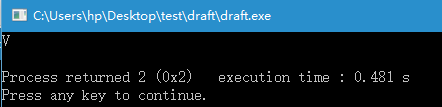 C:\Users\hp\Desktop\test\draft\draft.exe
V
Process returned 2 (0x2)   execution time : 0.481 s
Press any key to continue.